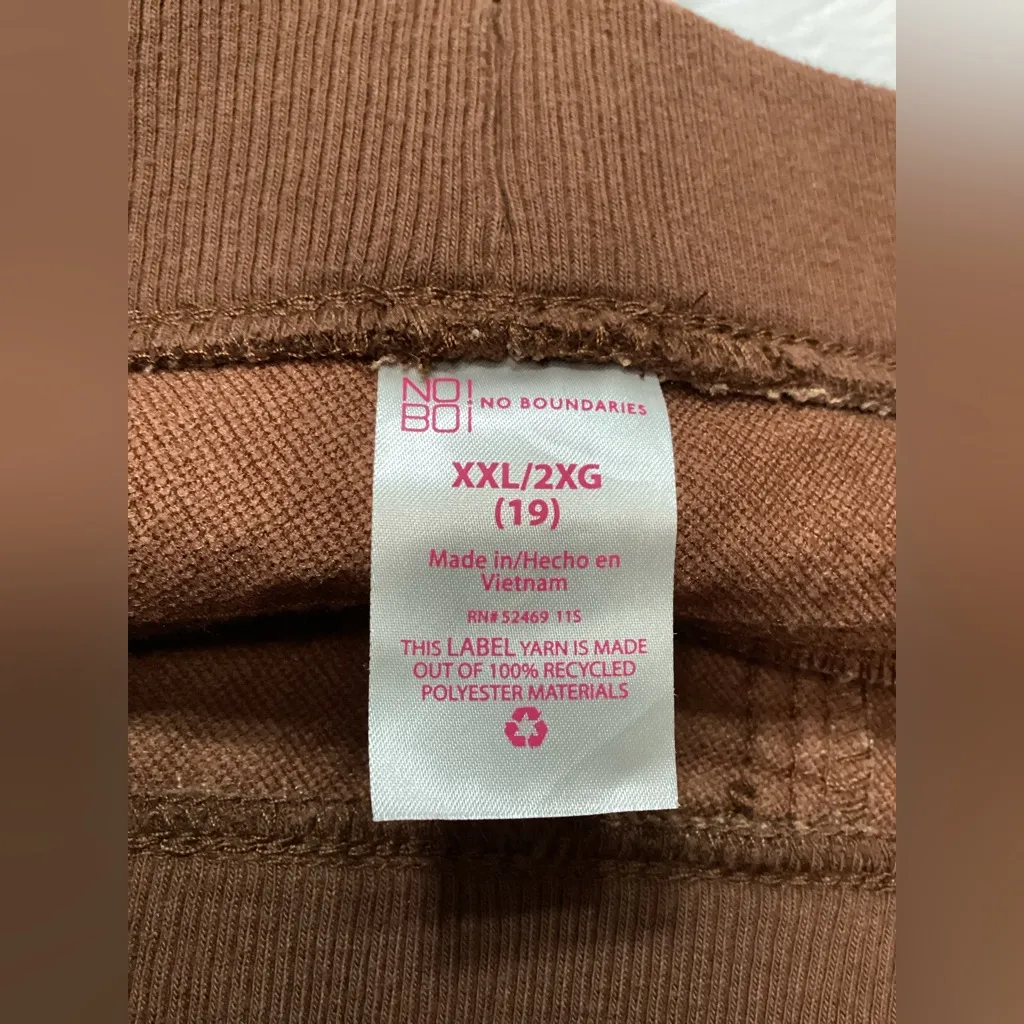 NO
BO
NO BOUNDARIES
XXL/2XG
(19)
Made in/Hecho en
Vietnam
RN# 52469 11S
THIS LABEL YARN IS MADE
OUT OF 100% RECYCLED
POLYESTER MATERIALS